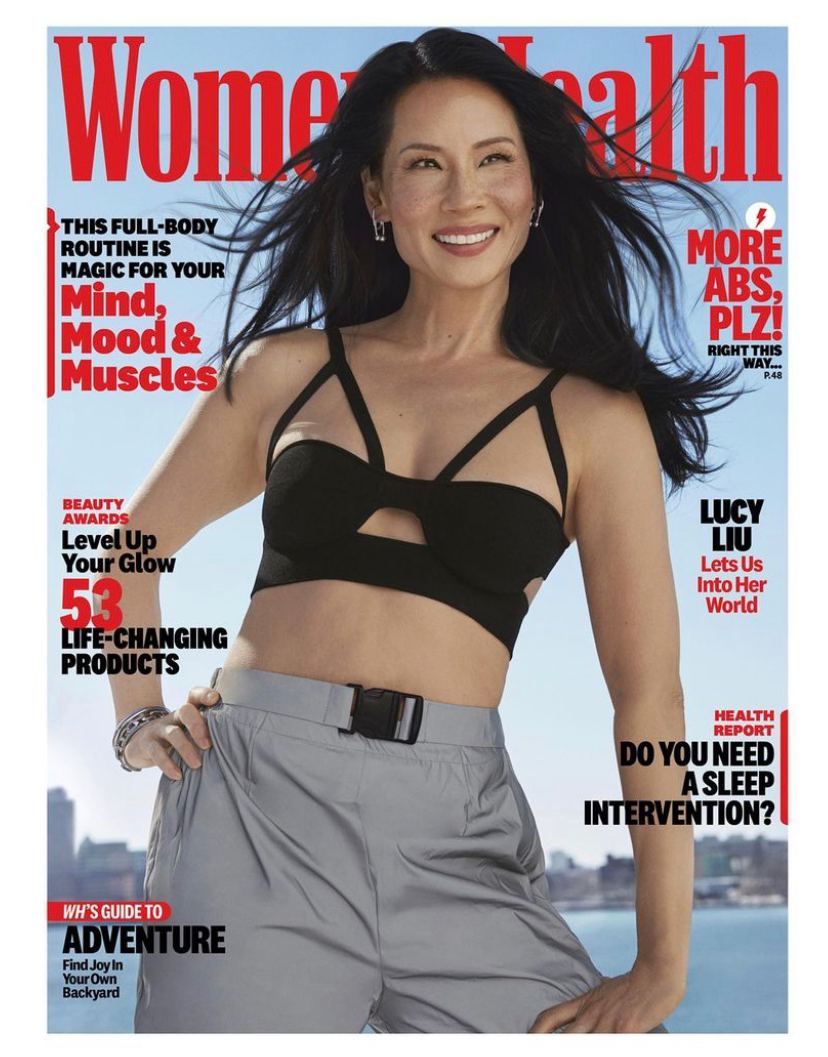 Women's Health
THIS FULL-BODY
ROUTINE IS
MAGIC FOR YOUR
Mind,
Mood &
Muscles
MORE
ABS,
PLZ!
RIGHT THIS
WAY...
P.48
BEAUTY
AWARDS
Level Up
Your Glow
53
LIFE-CHANGING
PRODUCTS
LUCY
LIU
Lets Us
Into Her
World
HEALTH
REPORT
DO YOU NEED
A SLEEP
INTERVENTION?
WH'S GUIDE TO
ADVENTURE
Find Joy In
Your Own
Backyard